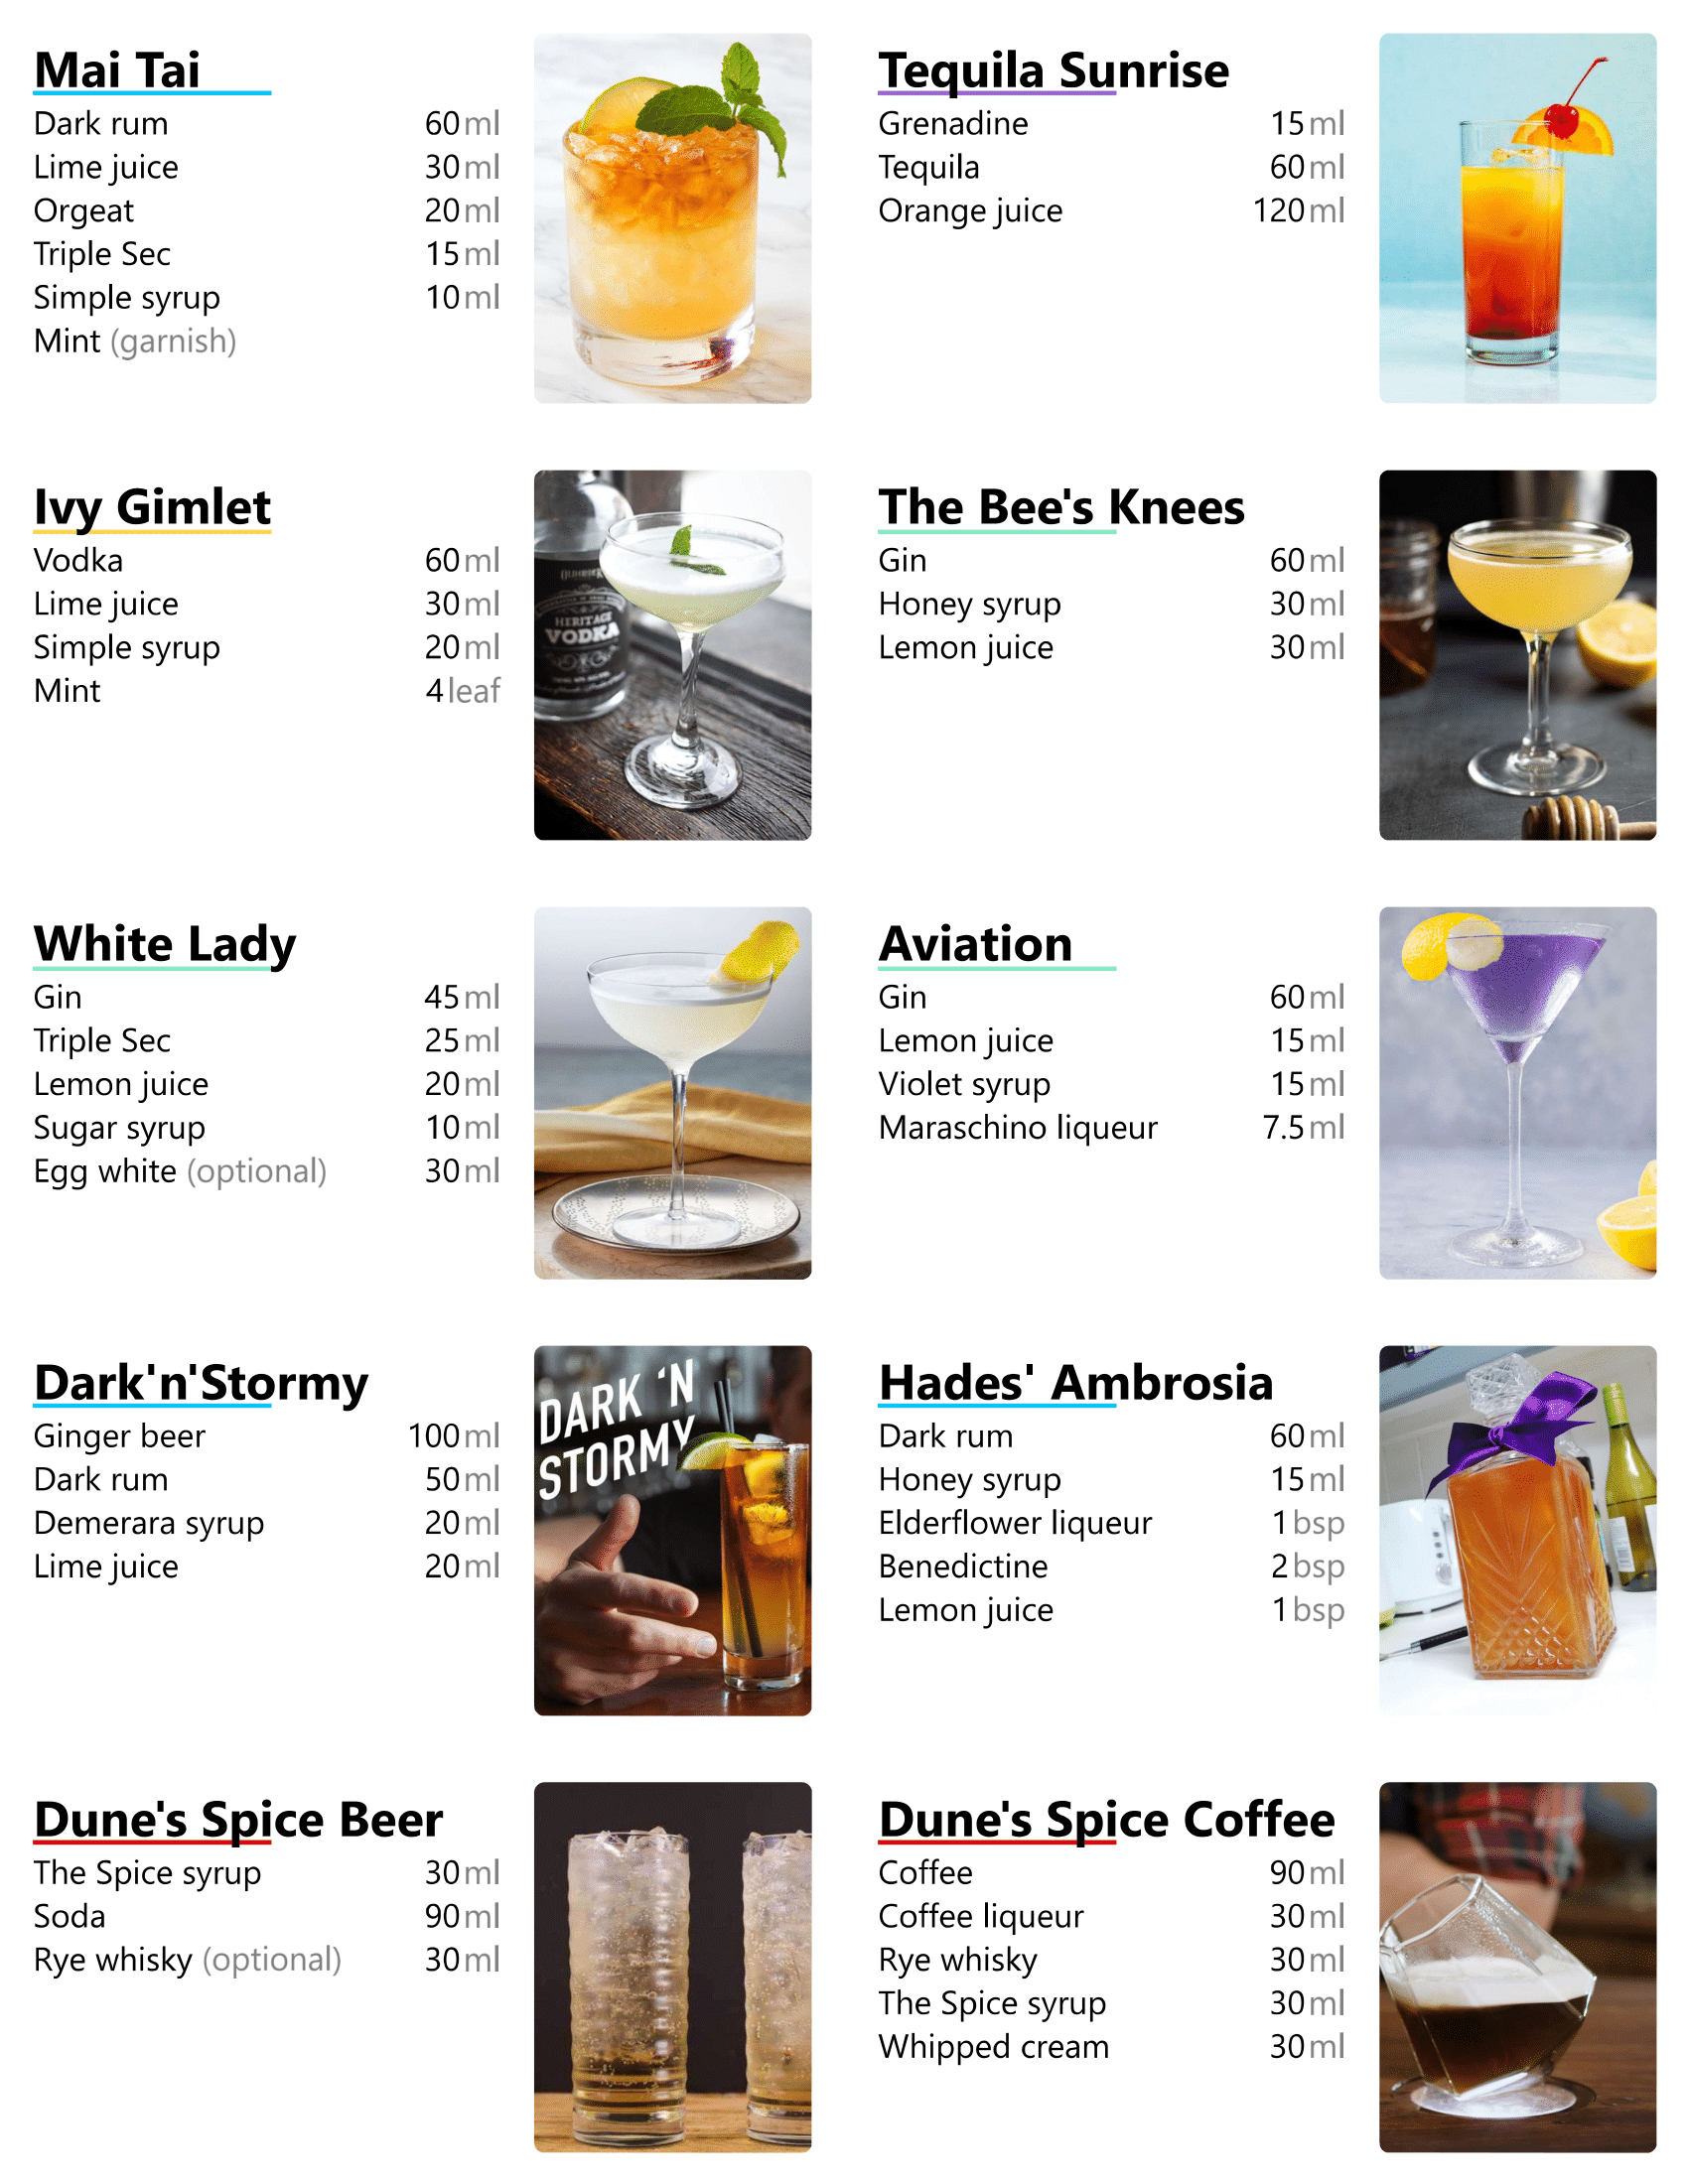 Mai Tai
Dark rum 60 ml
Lime juice 30 ml
Orgeat 20 ml
Triple Sec 15 ml
Simple syrup 10 ml
Mint (garnish)
Tequila Sunrise
Grenadine 15 ml
Tequila 60 ml
Orange juice 120 ml
Ivy Gimlet
Vodka 60 ml
Lime juice 30 ml
Simple syrup 20 ml
Mint 4 leaf
HERITAGE
VODKA
The Bee's Knees
Gin 60 ml
Honey syrup 30 ml
Lemon juice 30 ml
White Lady
Gin 45 ml
Triple Sec 25 ml
Lemon juice 20 ml
Sugar syrup 10 ml
Egg white (optional) 30 ml
Aviation
Gin 60 ml
Lemon juice 15 ml
Violet syrup 15 ml
Maraschino liqueur 7.5 ml
Dark'n'Stormy
Ginger beer 100 ml
Dark rum 50 ml
Demerara syrup 20 ml
Lime juice 20 ml
DARK 'N
STORMY
Hades' Ambrosia
Dark rum 60 ml
Honey syrup 15 ml
Elderflower liqueur 1 bsp
Benedictine 2 bsp
Lemon juice 1 bsp
Dune's Spice Beer
The Spice syrup 30 ml
Soda 90 ml
Rye whisky (optional) 30 ml
Dune's Spice Coffee
Coffee 90 ml
Coffee liqueur 30 ml
Rye whisky 30 ml
The Spice syrup 30 ml
Whipped cream 30 ml